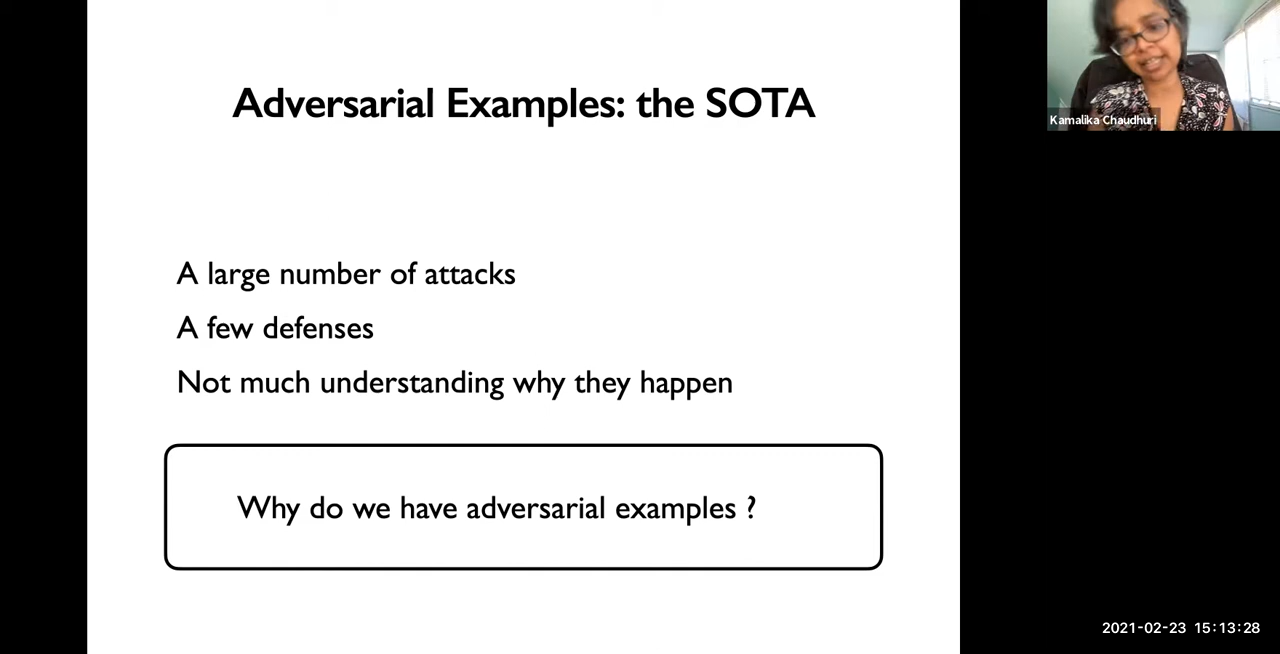 Adversarial Examples: the SOTA
Kamalika Chaudhuri
A large number of attacks
A few defenses
Not much understanding why they happen
Why do we have adversarial examples ?
2021-02-23 15:13:28